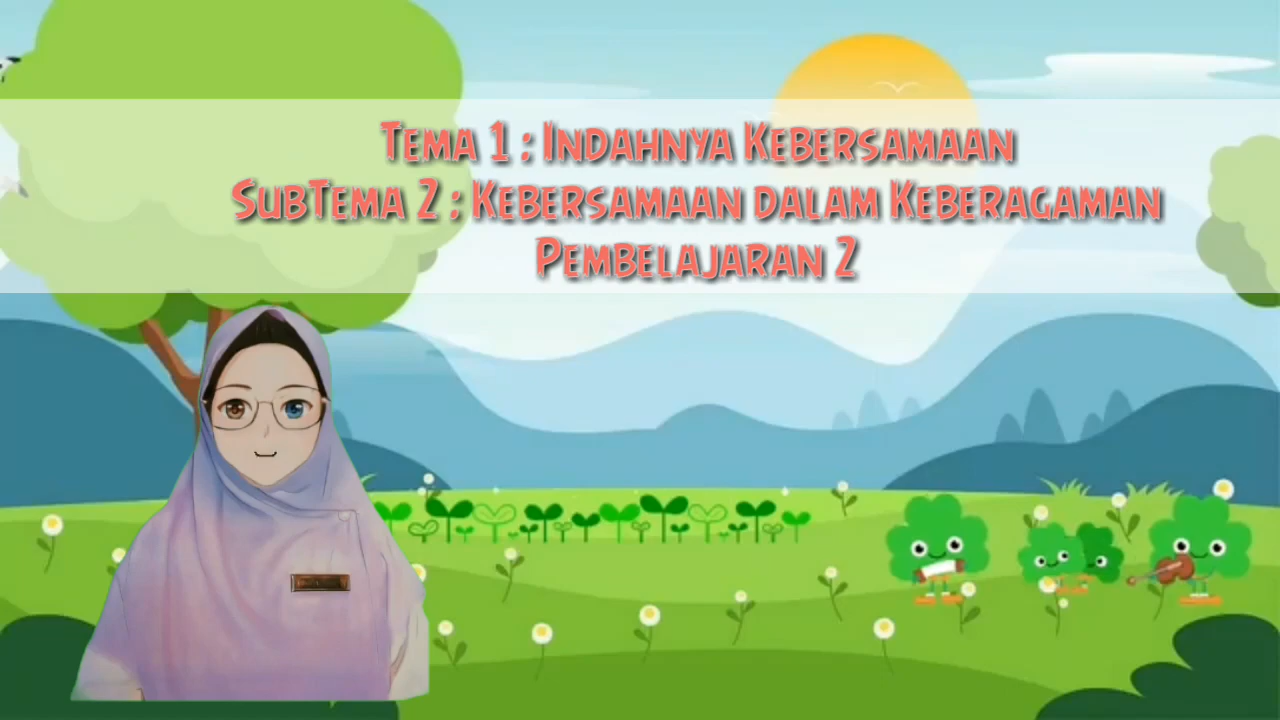 Tema 1 : Indahnya Kebersamaan
SubTema 2 : Kebersamaan dalam Keberagaman
Pembelajaran 2